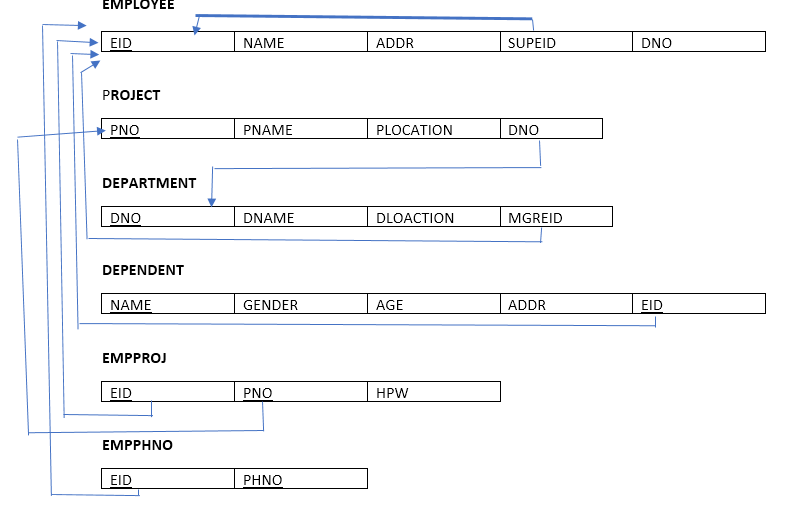 EMPLOYEE
EID NAME ADDR SUPEID DNO
PROJECT
PNO PNAME PLOCATION DNO
DEPARTMENT
DNO DNAME DLOACTION MGREID
DEPENDENT
NAME GENDER AGE ADDR EID
EMPPROJ
EID PNO HPW
EMPPHNO
EID PHNO